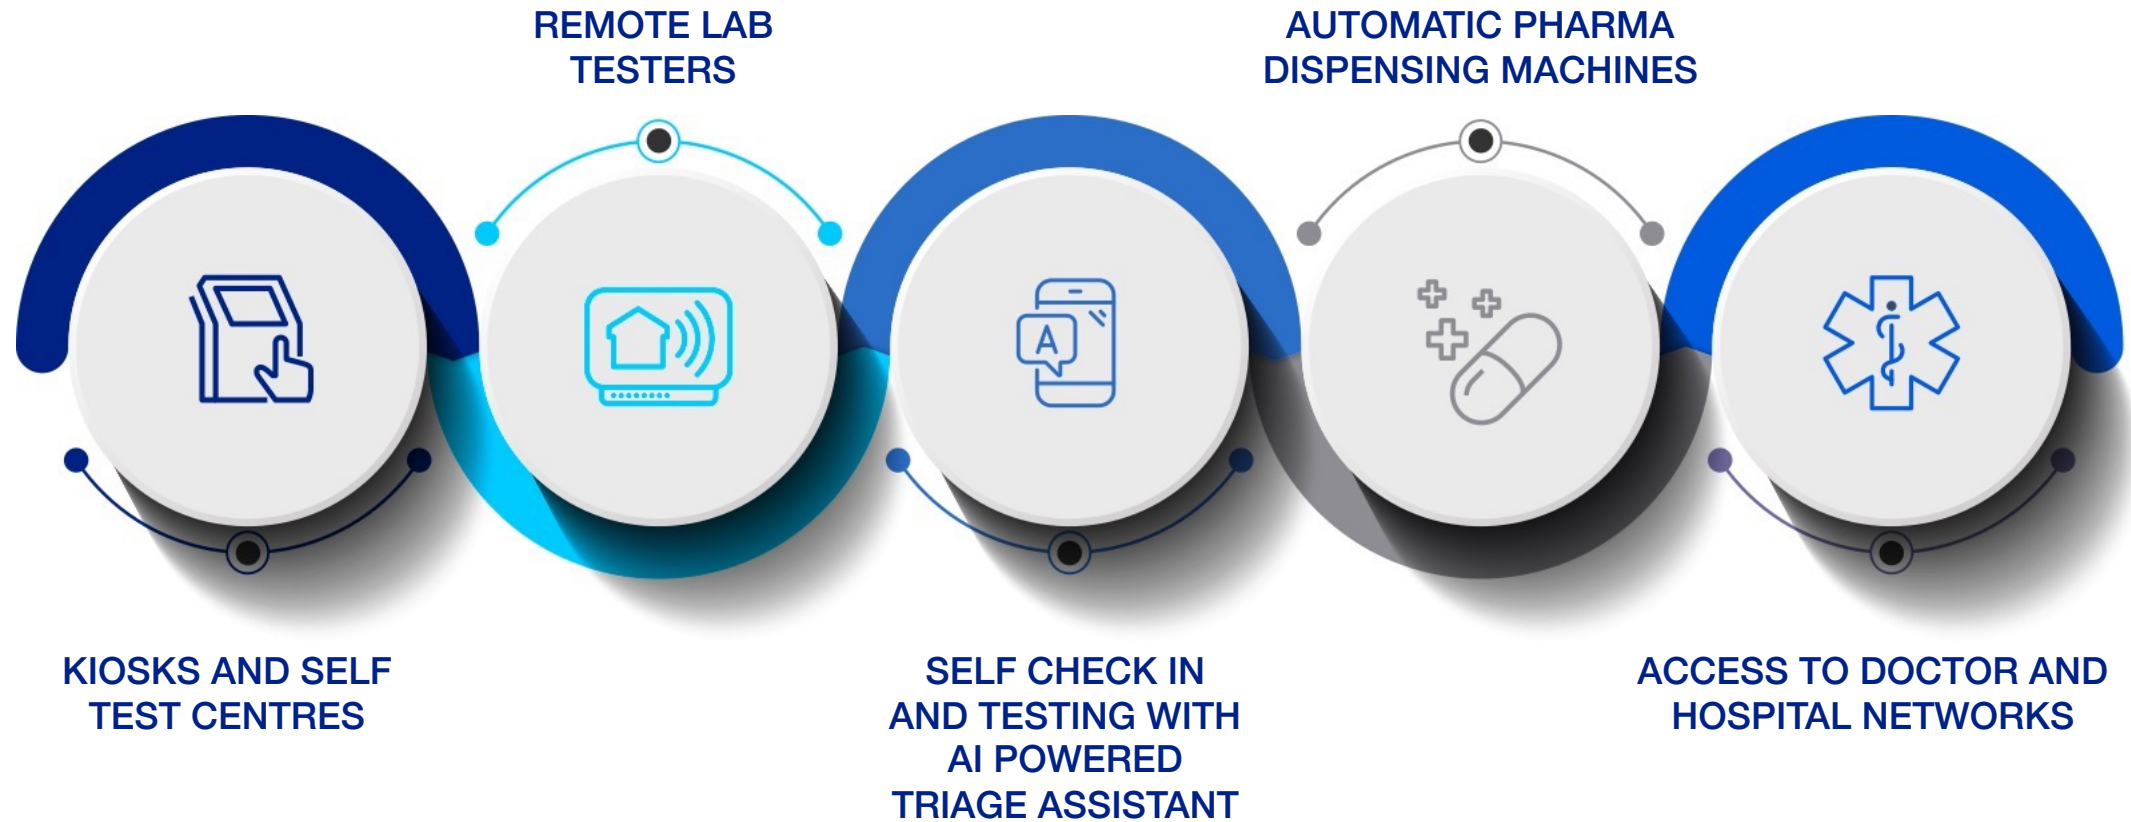 REMOTE LAB
TESTERS
AUTOMATIC PHARMA
DISPENSING MACHINES
A
KIOSKS AND SELF
TEST CENTRES
SELF CHECK IN
AND TESTING WITH
AI POWERED
TRIAGE ASSISTANT
ACCESS TO DOCTOR AND
HOSPITAL NETWORKS